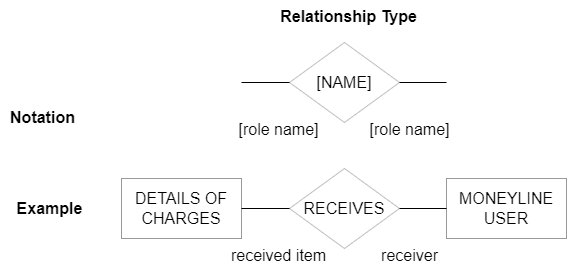 Relationship Type
[NAME]
Notation
[role name] [role name]
Example
DETAILS OF
CHARGES
RECEIVES
MONEYLINE
USER
received item receiver